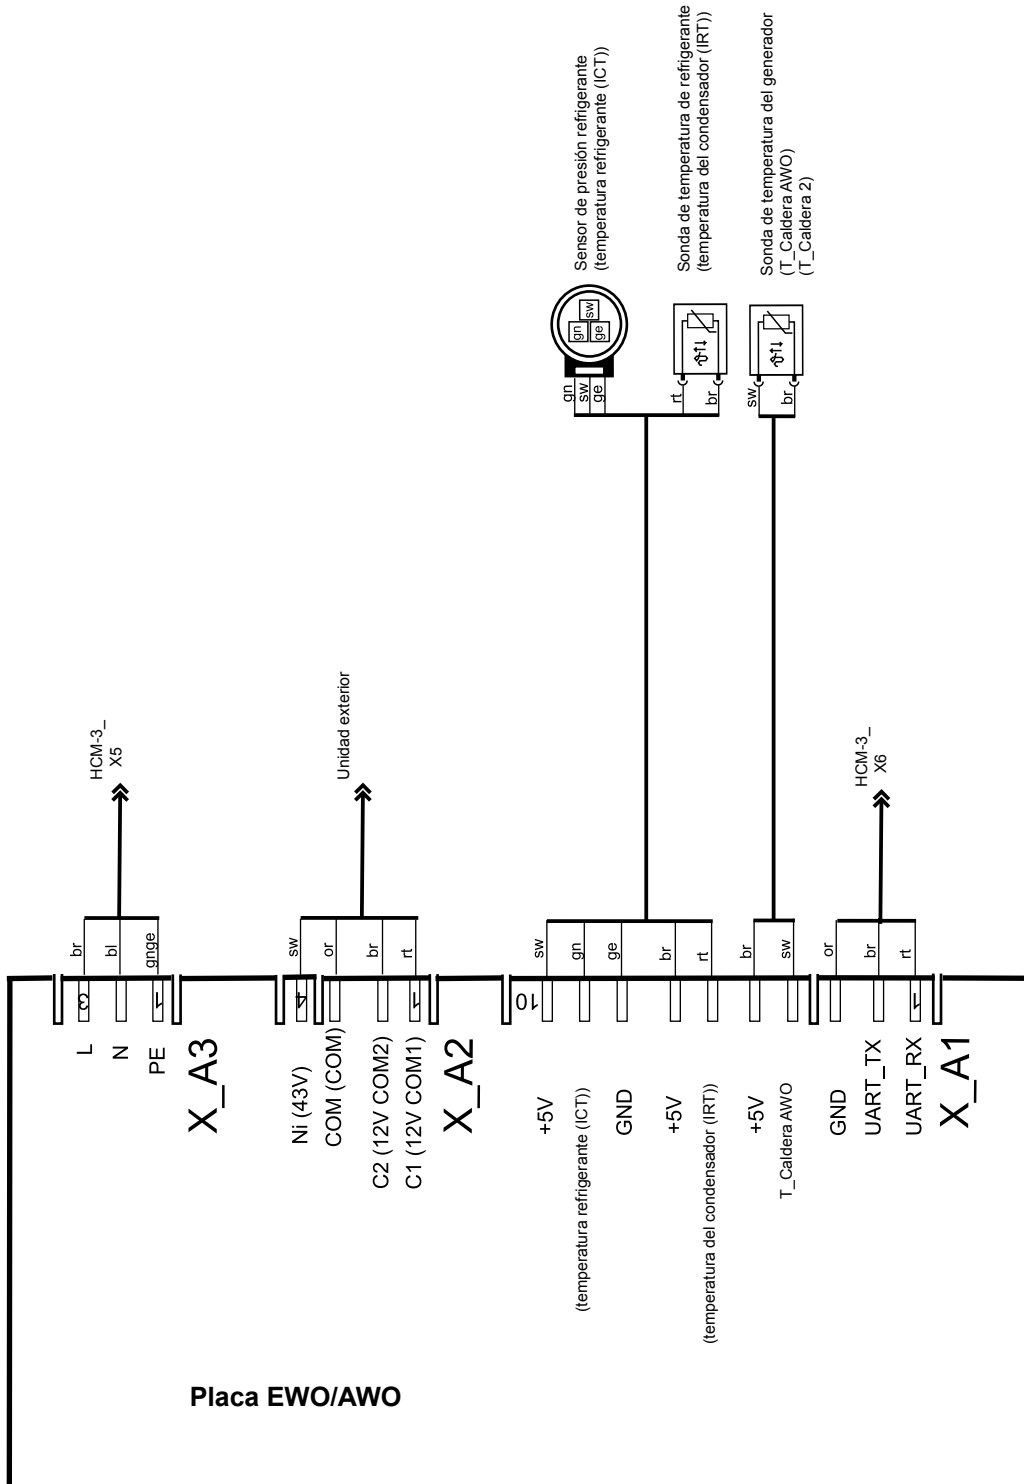 Sensor de presión refrigerante
(temperatura refrigerante (ICT))
Sonda de temperatura de refrigerante
(temperatura del condensador (IRT))
Sonda de temperatura del generador
(T_Caldera AWO)
(T_Caldera 2)
gn
sw
ge
gn
sw
ge
rt
br
sw
br
HCM-3_
X5
Unidad exterior
HCM-3_
X6
br
bl
gnge
sw
or
br
rt
sw
gn
ge
br
rt
br
sw
or
br
rt
3
1
4
1
10
1
L
N
PE
X_A3
Ni (43V)
COM (COM)
C2 (12V COM2)
C1 (12V COM1)
X_A2
+5V
(temperatura refrigerante (ICT))
GND
+5V
(temperatura del condensador (IRT))
+5V
T_Caldera AWO
GND
UART_TX
UART_RX
X_A1
Placa EWO/AWO